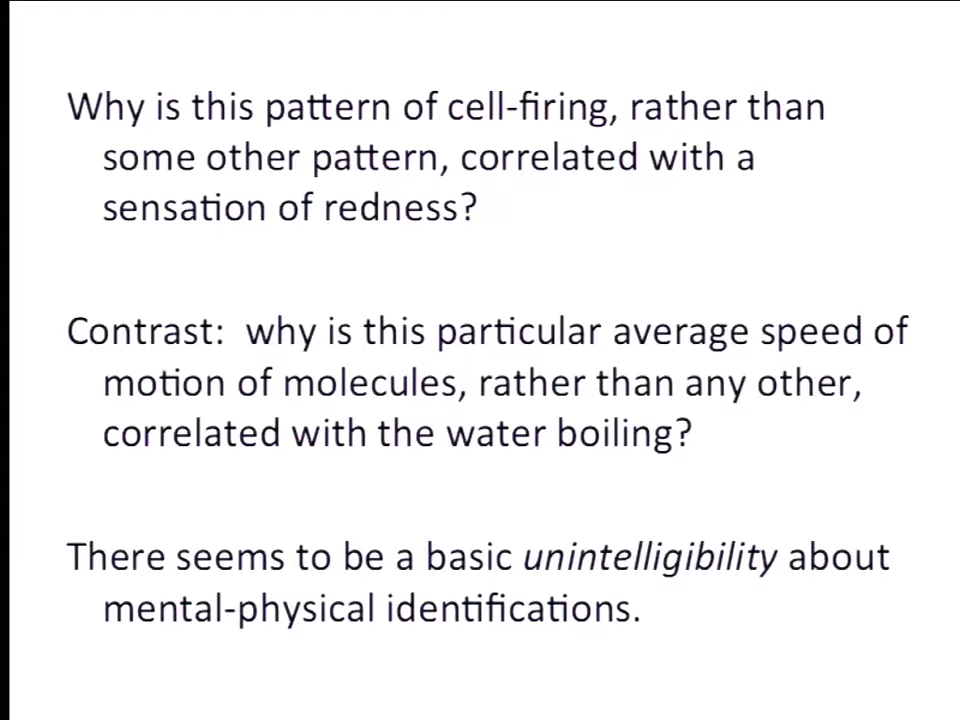 Why is this pattern of cell-firing, rather than
some other pattern, correlated with a
sensation of redness?
Contrast:  why is this particular average speed of
motion of molecules, rather than any other,
correlated with the water boiling?
There seems to be a basic unintelligibility about
mental-physical identifications.